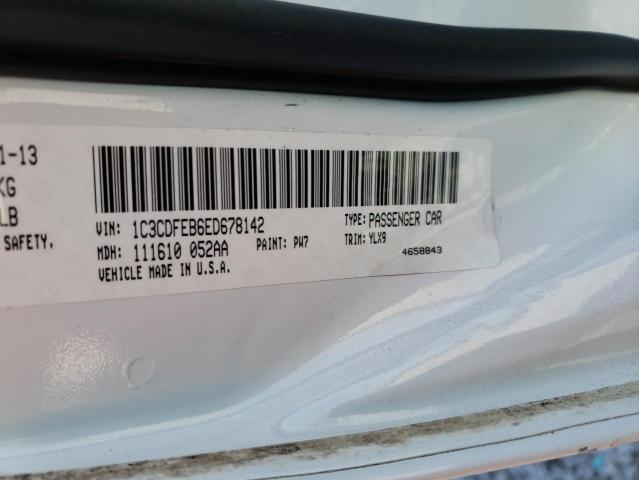 1-13
KG
LB
SAFETY,
VIN: 1C3CDFEB6ED678142
TYPE: PASSENGER CAR
MDH: 111610 052AA PAINT: PW7
TRIM: YLX9
VEHICLE MADE IN U.S.A.
4658843